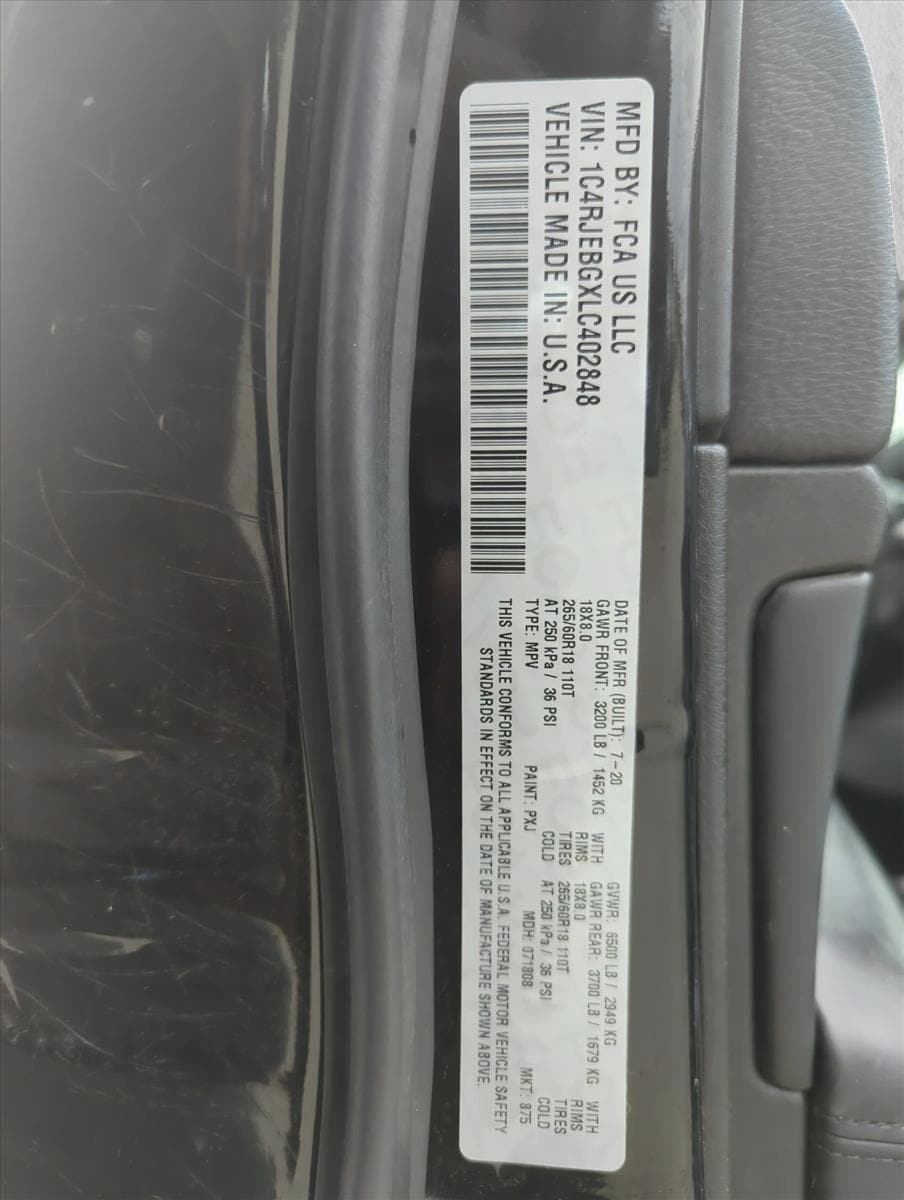 MFD BY: FCA US LLC
VIN: 1C4RJEBGXLC402848
VEHICLE MADE IN: U.S.A.
DATE OF MFR (BUILT): 7-20 GVWR: 6500 LB / 2949 KG
GAWR FRONT: 3200 LB / 1452 KG WITH GAWR REAR: 3700 LB / 1679 KG WITH
18X8.0 RIMS 18X8.0 RIMS
265/60R18 110T TIRES 265/60R18 110T TIRES
AT 250 kPa / 36 PSI COLD AT 250 kPa / 36 PSI COLD
TYPE: MPV PAINT: PXJ MDH: 071808 MKT: 875
THIS VEHICLE CONFORMS TO ALL APPLICABLE U.S.A. FEDERAL MOTOR VEHICLE SAFETY
STANDARDS IN EFFECT ON THE DATE OF MANUFACTURE SHOWN ABOVE.